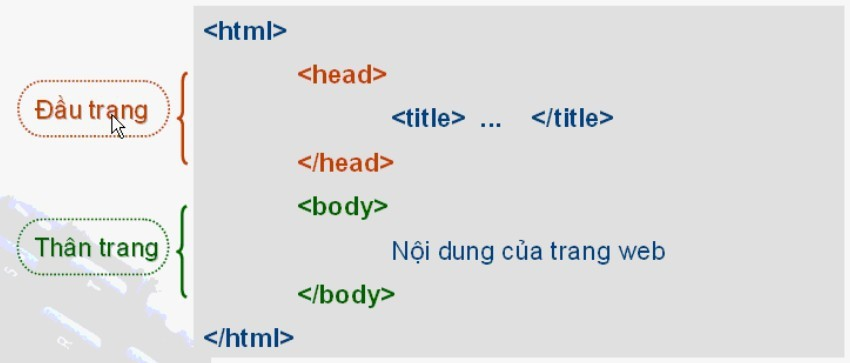 <html>
<head>
Đầu trang
<title> ... </title>
</head>
<body>
Thân trang
Nội dung của trang web
</body>
</html>